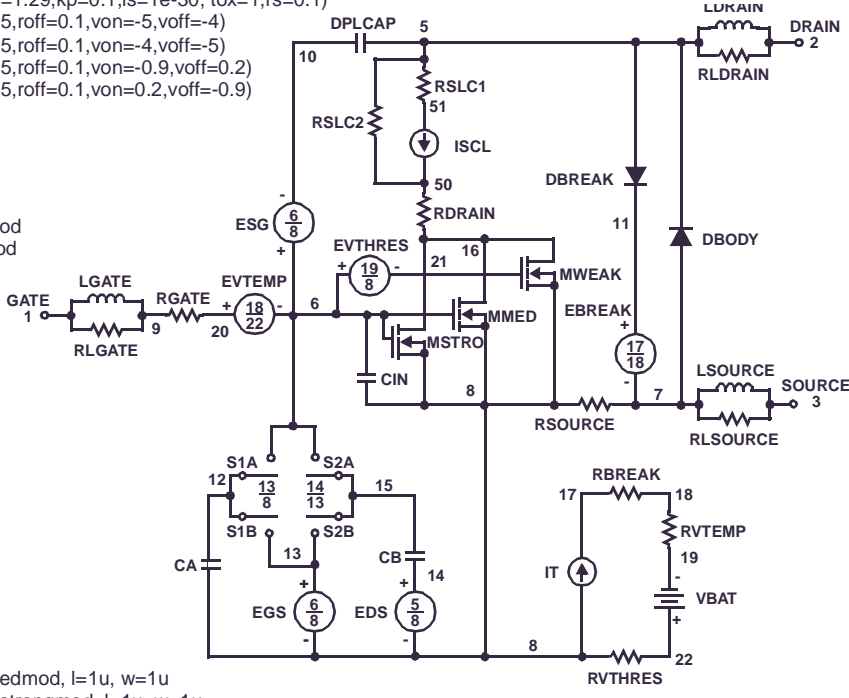 =1.29,kp=0.1,is=1e-30, tox=1,rs=0.1)
5,roff=0.1,von=-5,voff=-4)
5,roff=0.1,von=-4,voff=-5)
5,roff=0.1,von=-0.9,voff=0.2)
5,roff=0.1,von=0.2,voff=-0.9)
od
od
LDRAIN
DPLCAP 5 DRAIN
2
10
RLDRAIN
RSLC1
51
RSLC2
ISCL
50
DBREAK
RDRAIN
ESG 6
8
-
+
11
DBODY
EVTHRES
16
21
+ 19 -
8
MWEAK
LGATE
EVTEMP
GATE
1
RGATE
+ 18 -
22
6
EBREAK
+
MMED
9
20
RLGATE
MSTRO
17
18
-
CIN
LSOURCE
8
7
SOURCE
3
RSOURCE
RLSOURCE
S1A S2A
12
13
8
14
13
15
RBREAK
17 18
S1B S2B
RVTEMP
13
CA
CB
19
14
IT
-
VBAT
+
+
EGS 6
8
-
+
EDS 5
8
-
8
22
RVTHRES
edmod, l=1u, w=1u